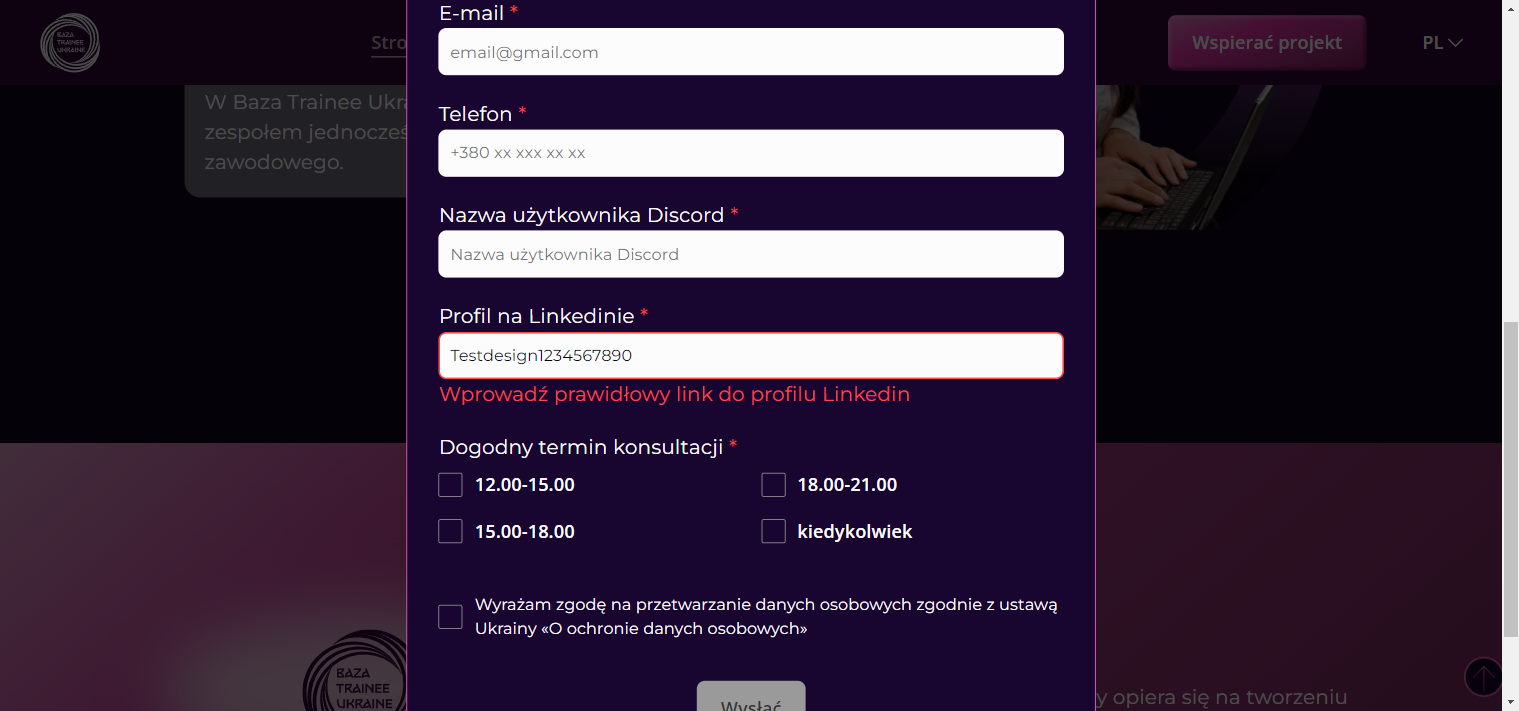 BAZA
TRAINEE
UKRAINE
Stro
Wspierać projekt
PL
W Baza Trainee Ukra
zespołem jednocześ
zawodowego.
E-mail *
email@gmail.com
Telefon *
+380 xx xxx xx xx
Nazwa użytkownika Discord *
Nazwa użytkownika Discord
Profil na Linkedinie *
Testdesign1234567890
Wprowadź prawidłowy link do profilu Linkedin
Dogodny termin konsultacji *
12.00-15.00
18.00-21.00
15.00-18.00
kiedykolwiek
Wyrażam zgodę na przetwarzanie danych osobowych zgodnie z ustawą
Ukrainy «O ochronie danych osobowych»
Wysłać
BAZA
TRAINEE
UKRAINE
y opiera się na tworzeniu